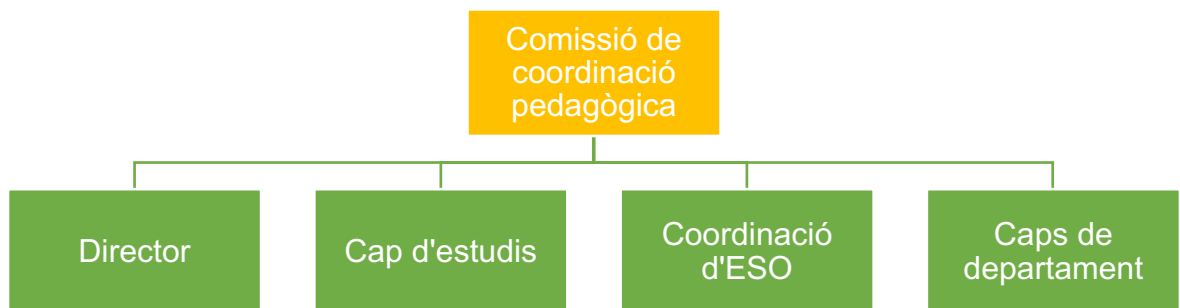 Comissió de
coordinació
pedagògica
Director
Cap d'estudis
Coordinació
d'ESO
Caps de
departament